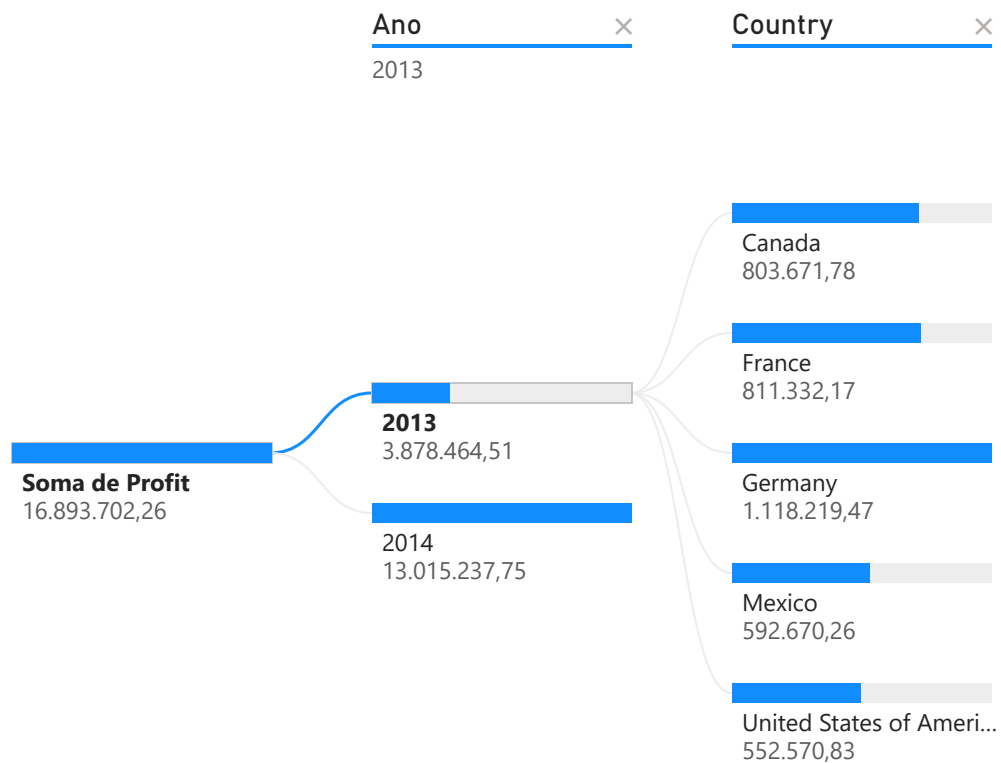 Ano
Country
2013
Canada
803.671,78
France
811.332,17
2013
3.878.464,51
Soma de Profit
16.893.702,26
Germany
1.118.219,47
2014
13.015.237,75
Mexico
592.670,26
United States of Ameri...
552.570,83